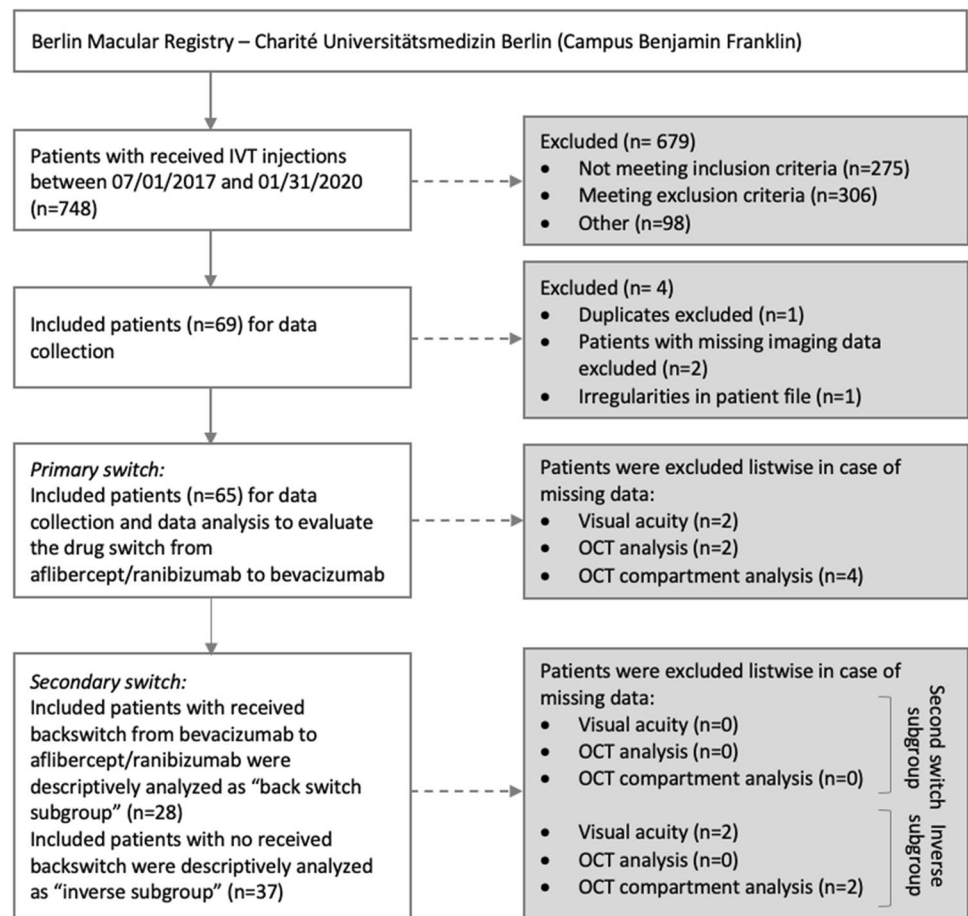 Berlin Macular Registry – Charité Universitätsmedizin Berlin (Campus Benjamin Franklin)
Patients with received IVT injections
between 07/01/2017 and 01/31/2020
(n=748)
Excluded (n= 679)
• Not meeting inclusion criteria (n=275)
• Meeting exclusion criteria (n=306)
• Other (n=98)
Included patients (n=69) for data
collection
Excluded (n= 4)
• Duplicates excluded (n=1)
• Patients with missing imaging data
excluded (n=2)
• Irregularities in patient file (n=1)
Primary switch:
Included patients (n=65) for data
collection and data analysis to evaluate
the drug switch from
aflibercept/ranibizumab to bevacizumab
Patients were excluded listwise in case of
missing data:
• Visual acuity (n=2)
• OCT analysis (n=2)
• OCT compartment analysis (n=4)
Secondary switch:
Included patients with received
backswitch from bevacizumab to
aflibercept/ranibizumab were
descriptively analyzed as “back switch
subgroup” (n=28)
Included patients with no received
backswitch were descriptively analyzed
as “inverse subgroup” (n=37)
Patients were excluded listwise in case of
missing data:
• Visual acuity (n=0)
• OCT analysis (n=0)
• OCT compartment analysis (n=0)
Second switch
subgroup
• Visual acuity (n=2)
• OCT analysis (n=0)
• OCT compartment analysis (n=2)
Inverse
subgroup